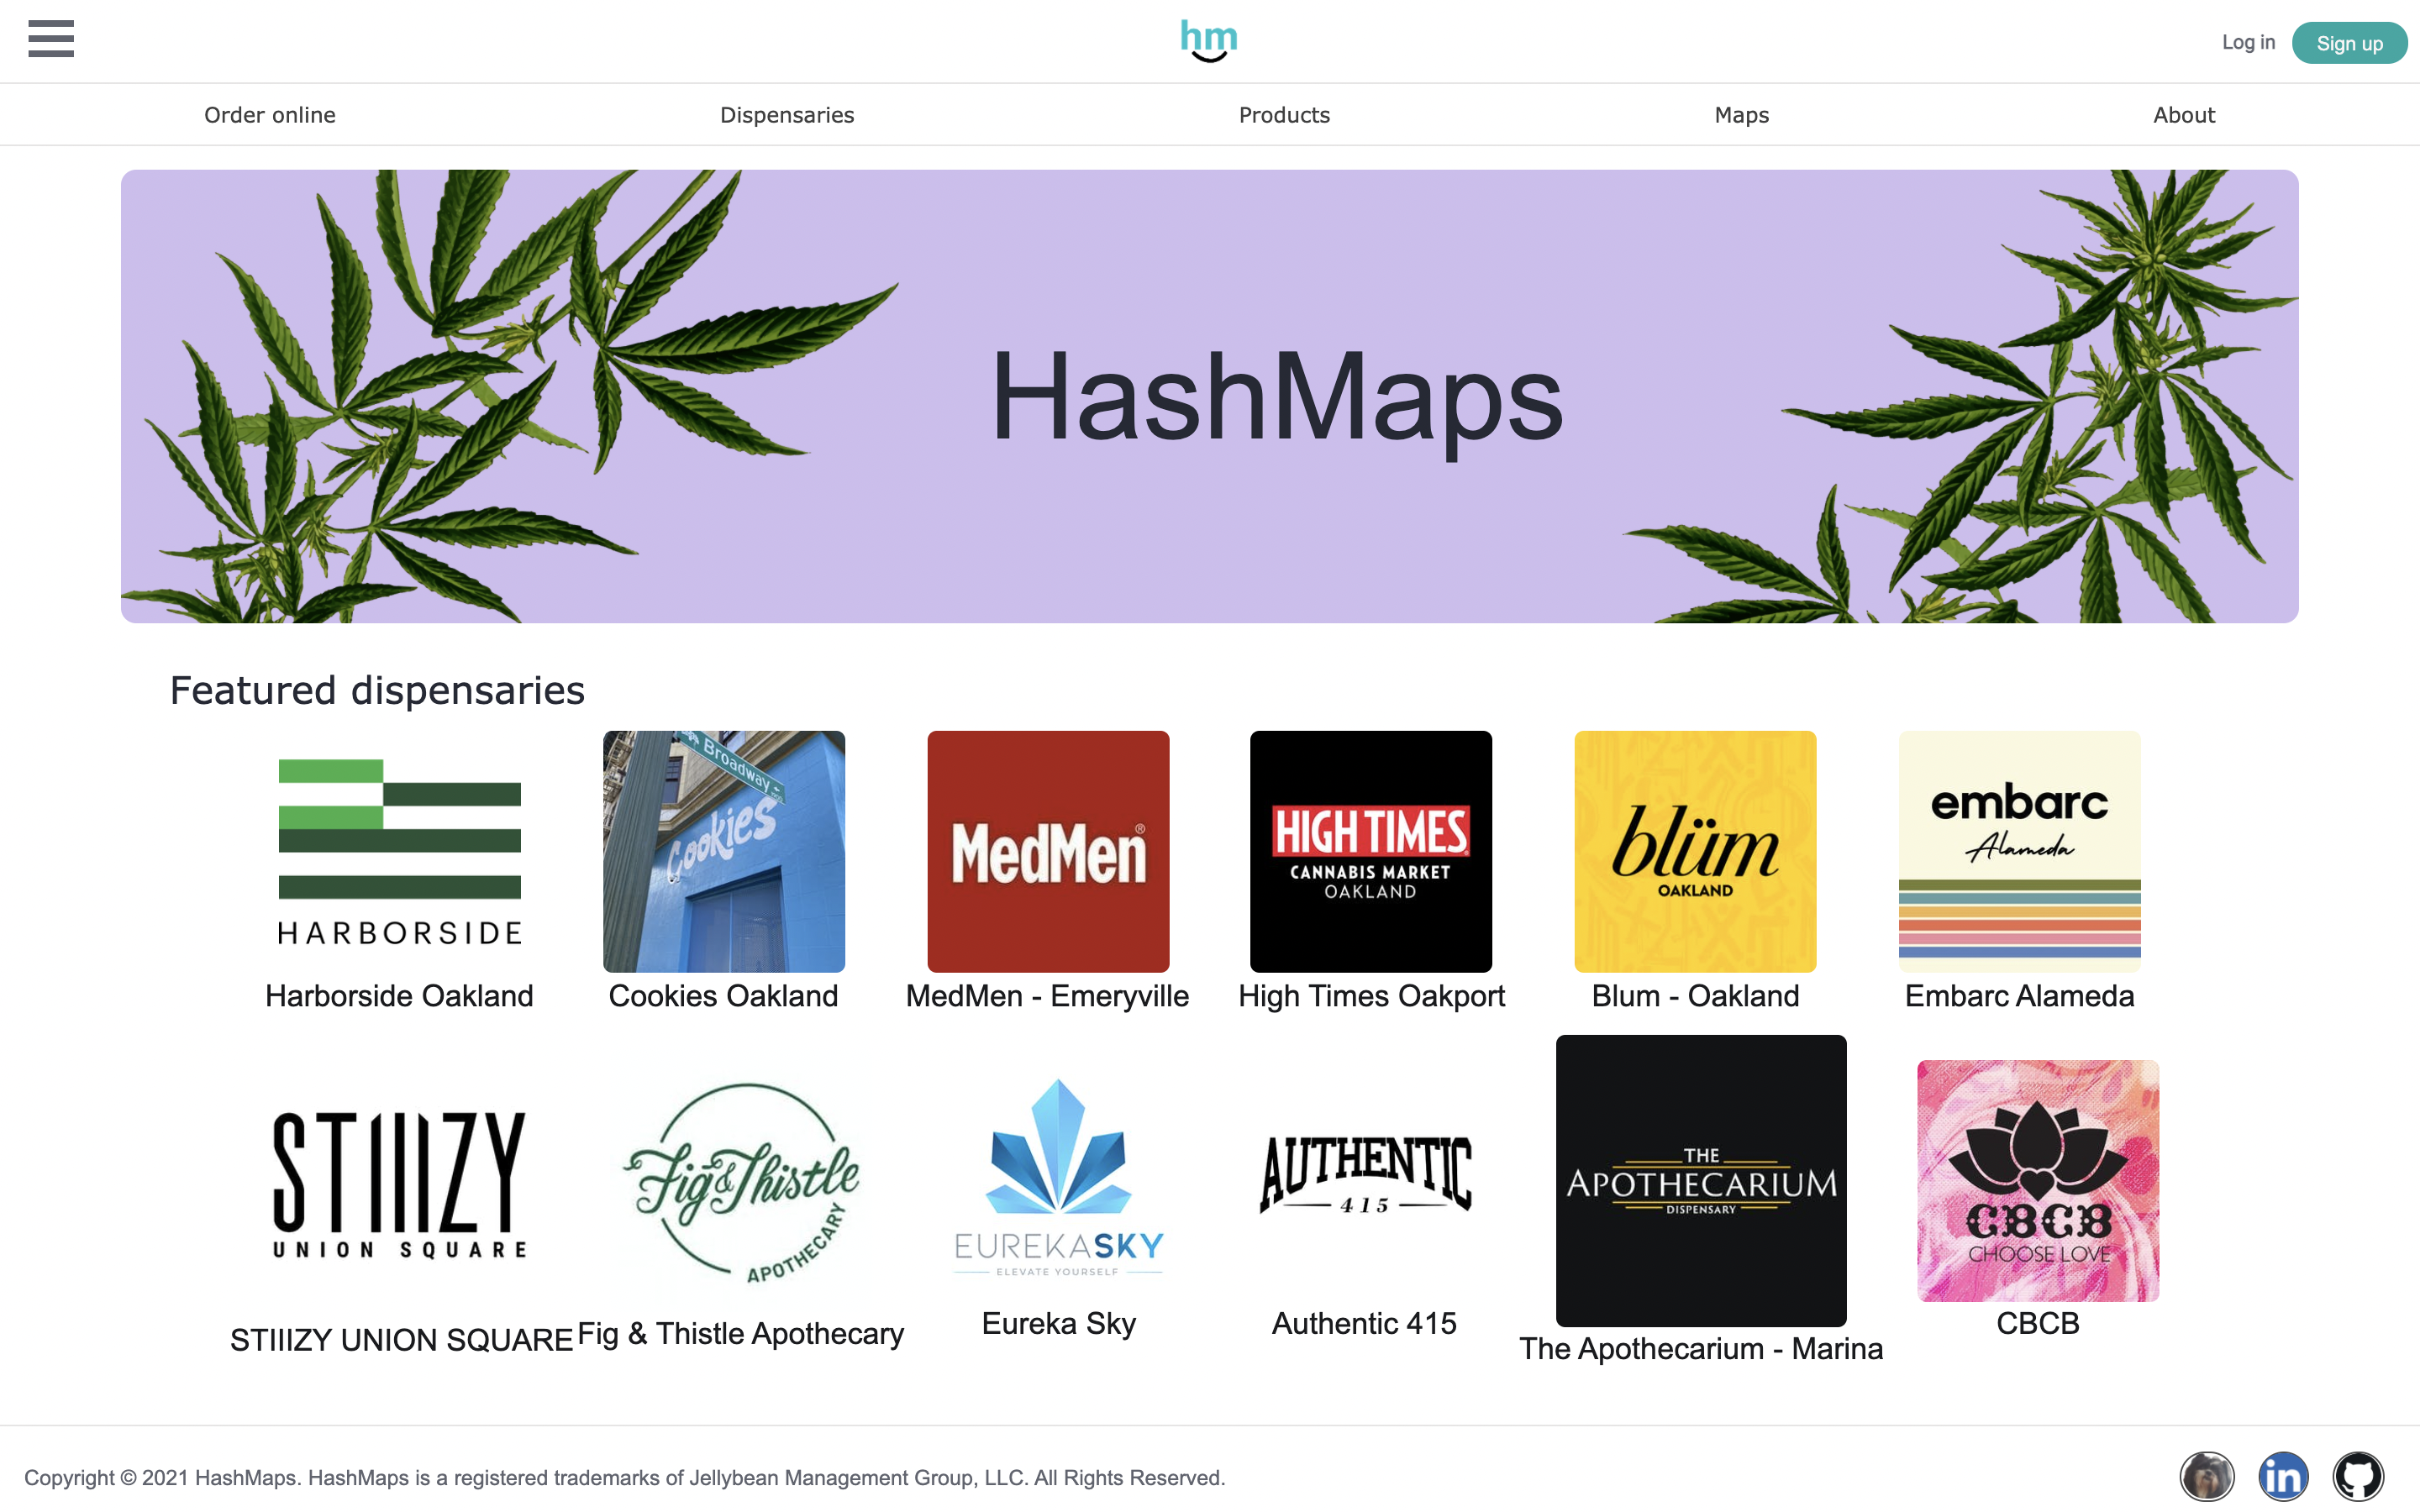 hm
Log in
Sign up
Order online
Dispensaries
Products
Maps
About
HashMaps
Featured dispensaries
HARBORSIDE
Broadway
Cookies
MedMen®
HIGH TIMES
CANNABIS MARKET
OAKLAND
blüm
OAKLAND
embarc
Alameda
Harborside Oakland
Cookies Oakland
MedMen - Emeryville
High Times Oakport
Blum - Oakland
Embarc Alameda
STIIIZY
UNION SQUARE
Fig & Thistle
APOTHECARY
EUREKASKY
ELEVATE YOURSELF
AUTHENTIC
415
THE
APOTHECARIUM
DISPENSARY
CBCB
CHOOSE LOVE
STIIIZY UNION SQUARE
Fig & Thistle Apothecary
Eureka Sky
Authentic 415
The Apothecarium - Marina
CBCB
Copyright © 2021 HashMaps. HashMaps is a registered trademarks of Jellybean Management Group, LLC. All Rights Reserved.
in